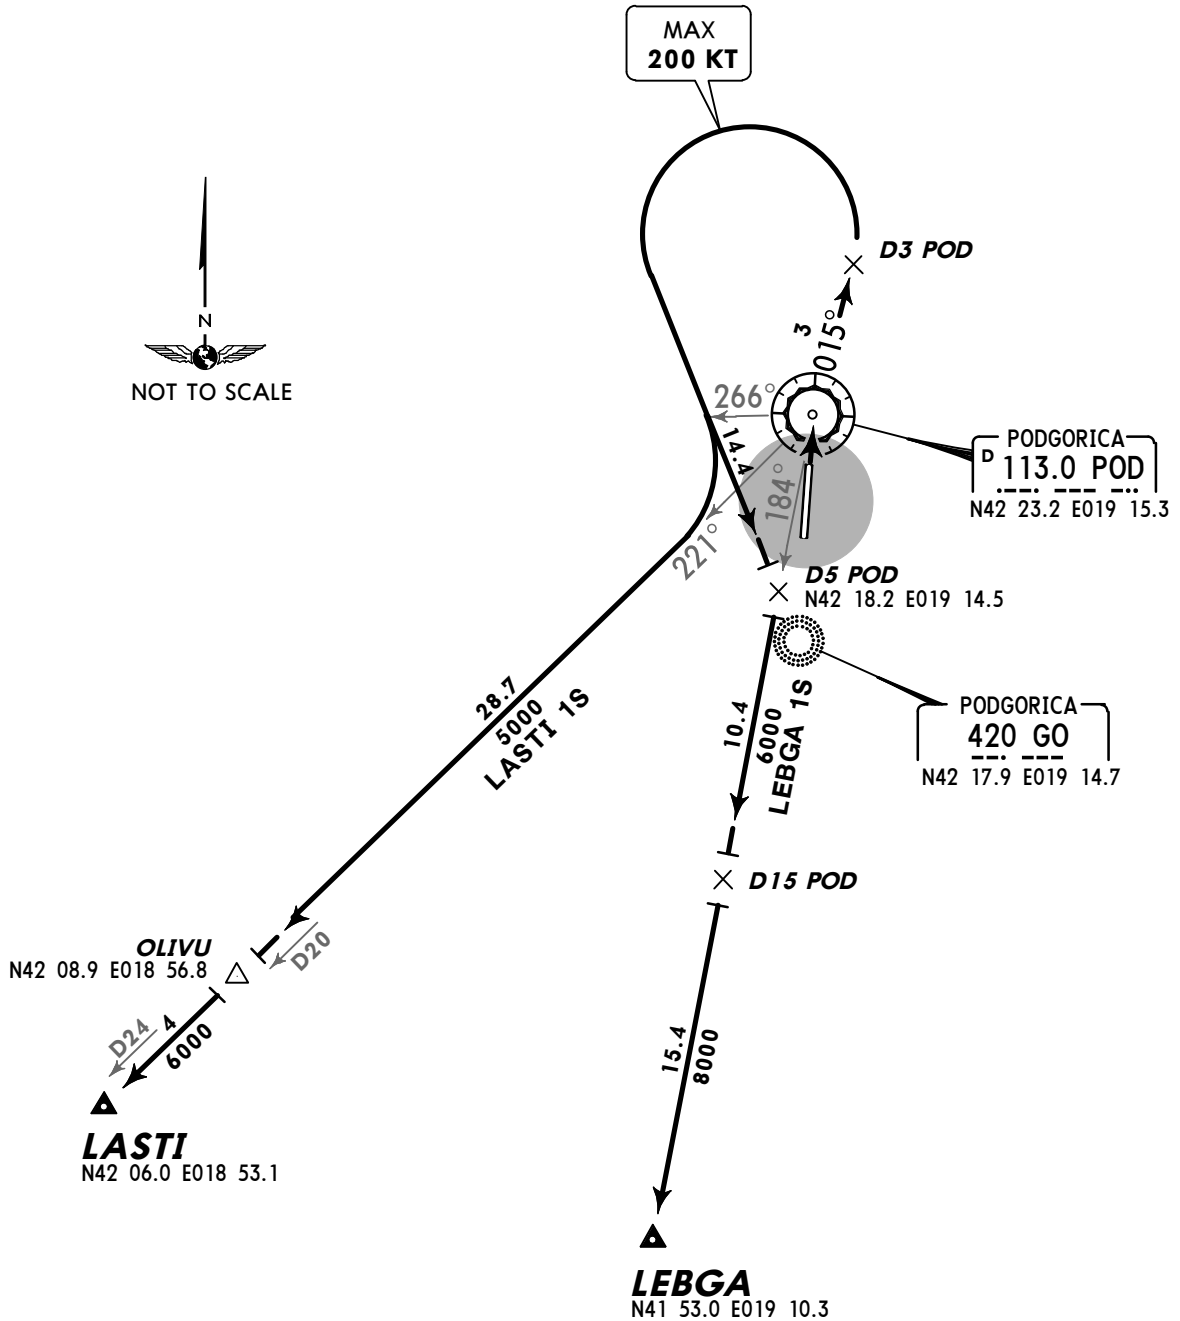 MAX
200 KT
D3 POD
3
015°
N
NOT TO SCALE
266°
14.4
184°
221°
PODGORICA
D 113.0 POD
N42 23.2 E019 15.3
D5 POD
N42 18.2 E019 14.5
PODGORICA
420 GO
N42 17.9 E019 14.7
28.7
5000
LASTI 1S
10.4
6000
LEBGA 1S
D15 POD
OLIVU
N42 08.9 E018 56.8
D20
D24
4
6000
15.4
8000
LASTI
N42 06.0 E018 53.1
LEBGA
N41 53.0 E019 10.3